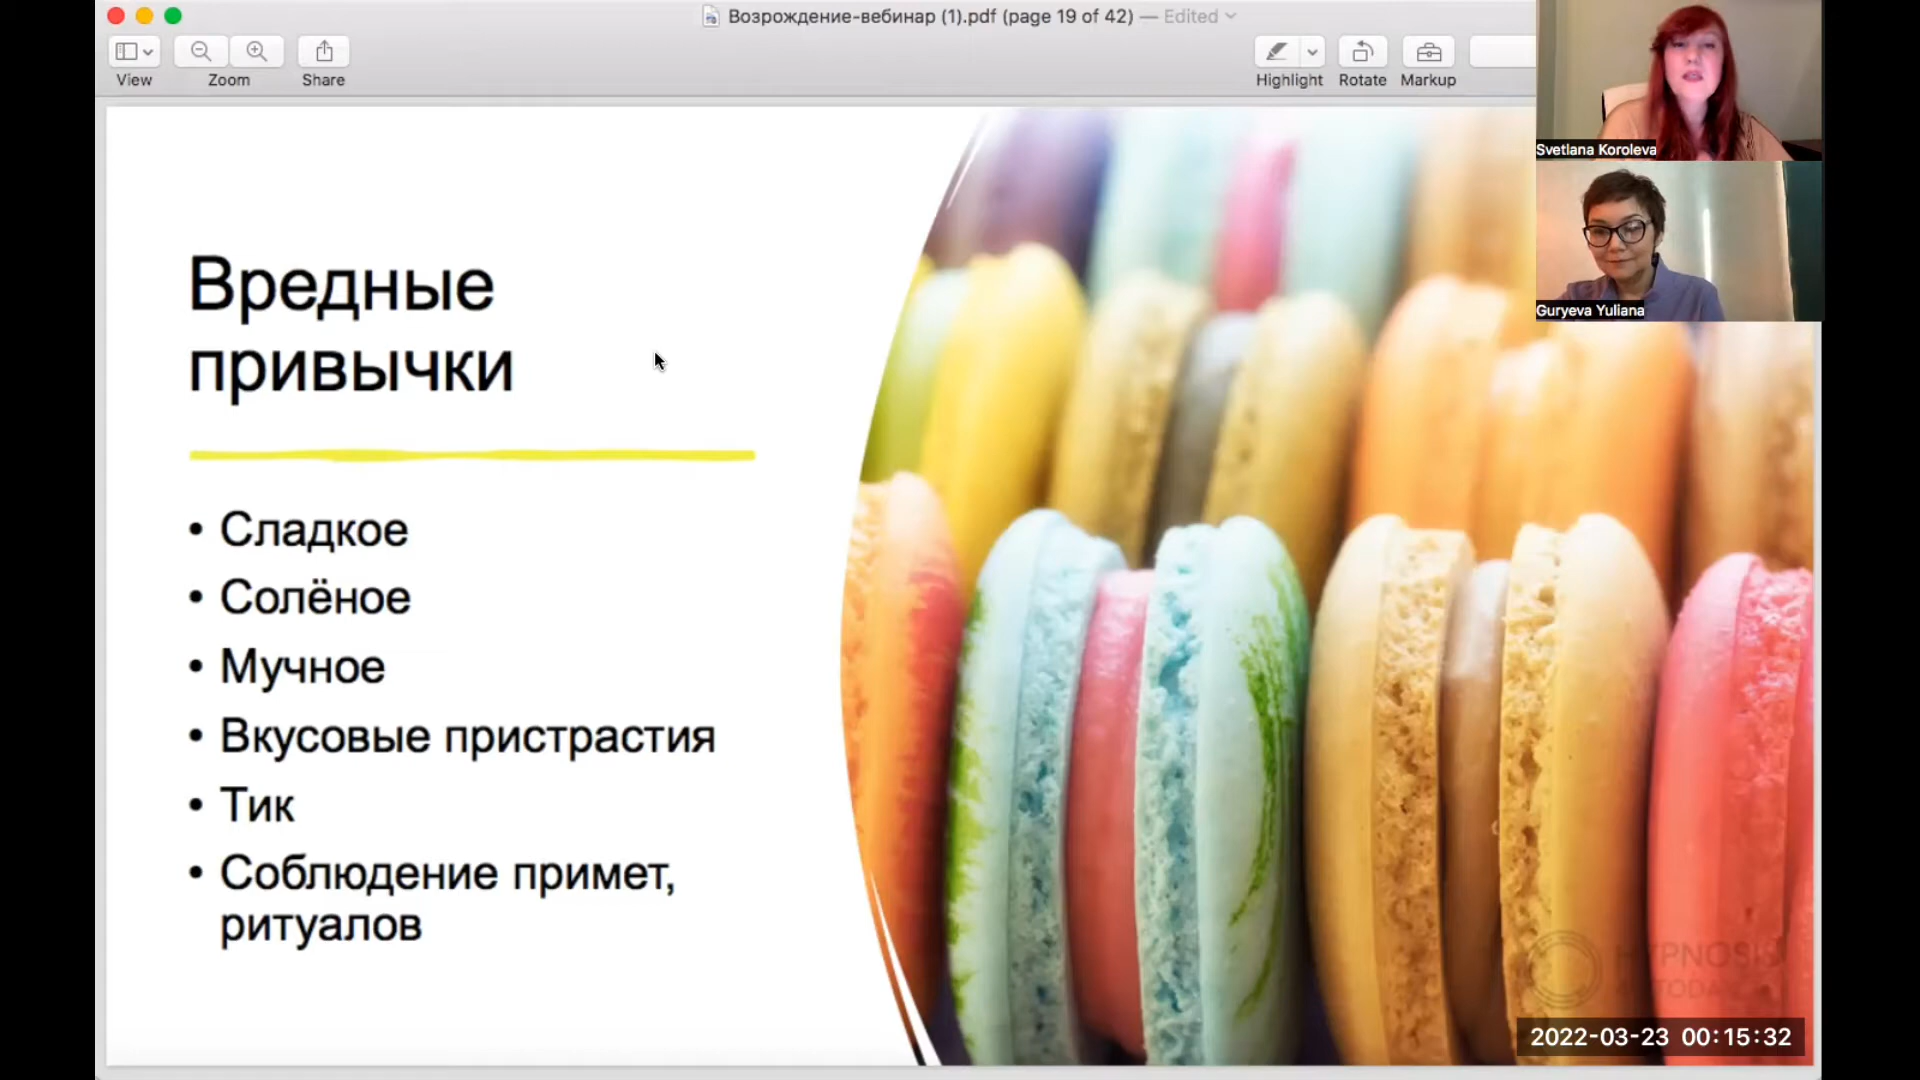 Возрождение-вебинар (1).pdf (page 19 of 42) — Edited
View
Zoom
Share
Highlight
Rotate
Markup
Svetlana Koroleva
Guryeva Yuliana
Вредные
привычки
• Сладкое
• Солёное
• Мучное
• Вкусовые пристрастия
• Тик
• Соблюдение примет,
ритуалов
HYPNOSIS
2022-03-23 00:15:32